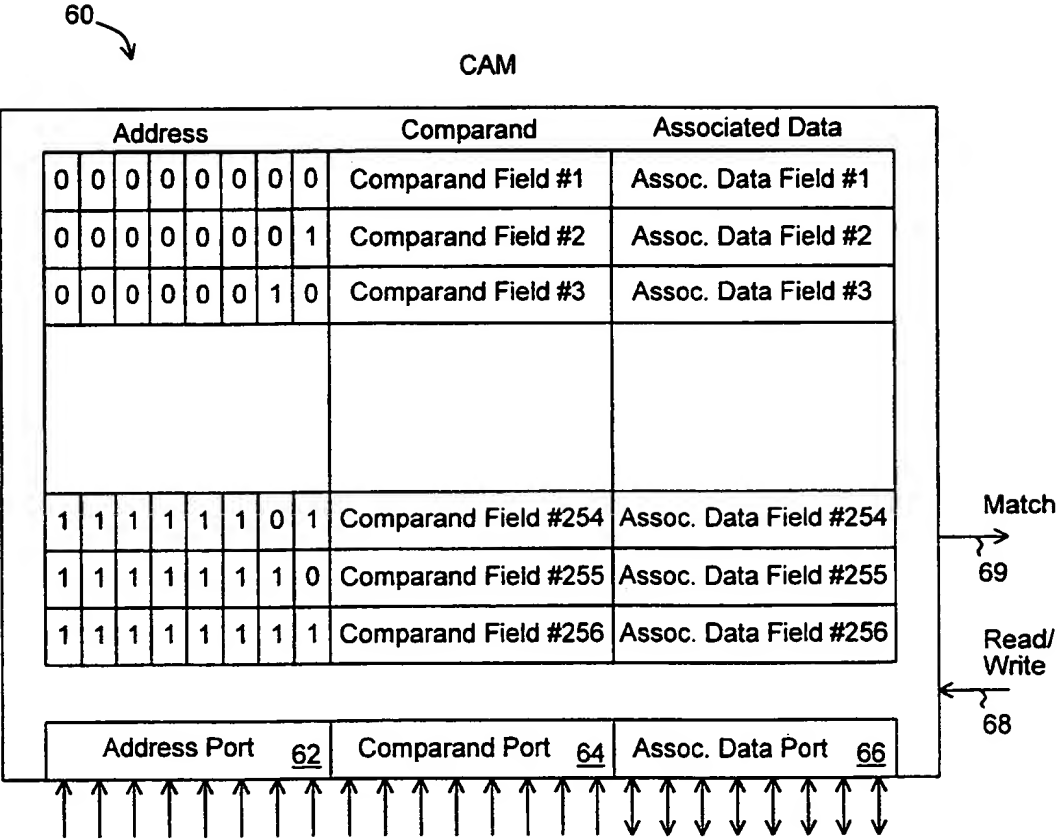 60
CAM
Address Comparand Associated Data
0 0 0 0 0 0 0 0 Comparand Field #1 Assoc. Data Field #1
0 0 0 0 0 0 0 1 Comparand Field #2 Assoc. Data Field #2
0 0 0 0 0 0 1 0 Comparand Field #3 Assoc. Data Field #3
1 1 1 1 1 1 0 1 Comparand Field #254 Assoc. Data Field #254
Match
69
1 1 1 1 1 1 1 0 Comparand Field #255 Assoc. Data Field #255
1 1 1 1 1 1 1 1 Comparand Field #256 Assoc. Data Field #256
Read/
Write
68
Address Port 62 Comparand Port 64 Assoc. Data Port 66